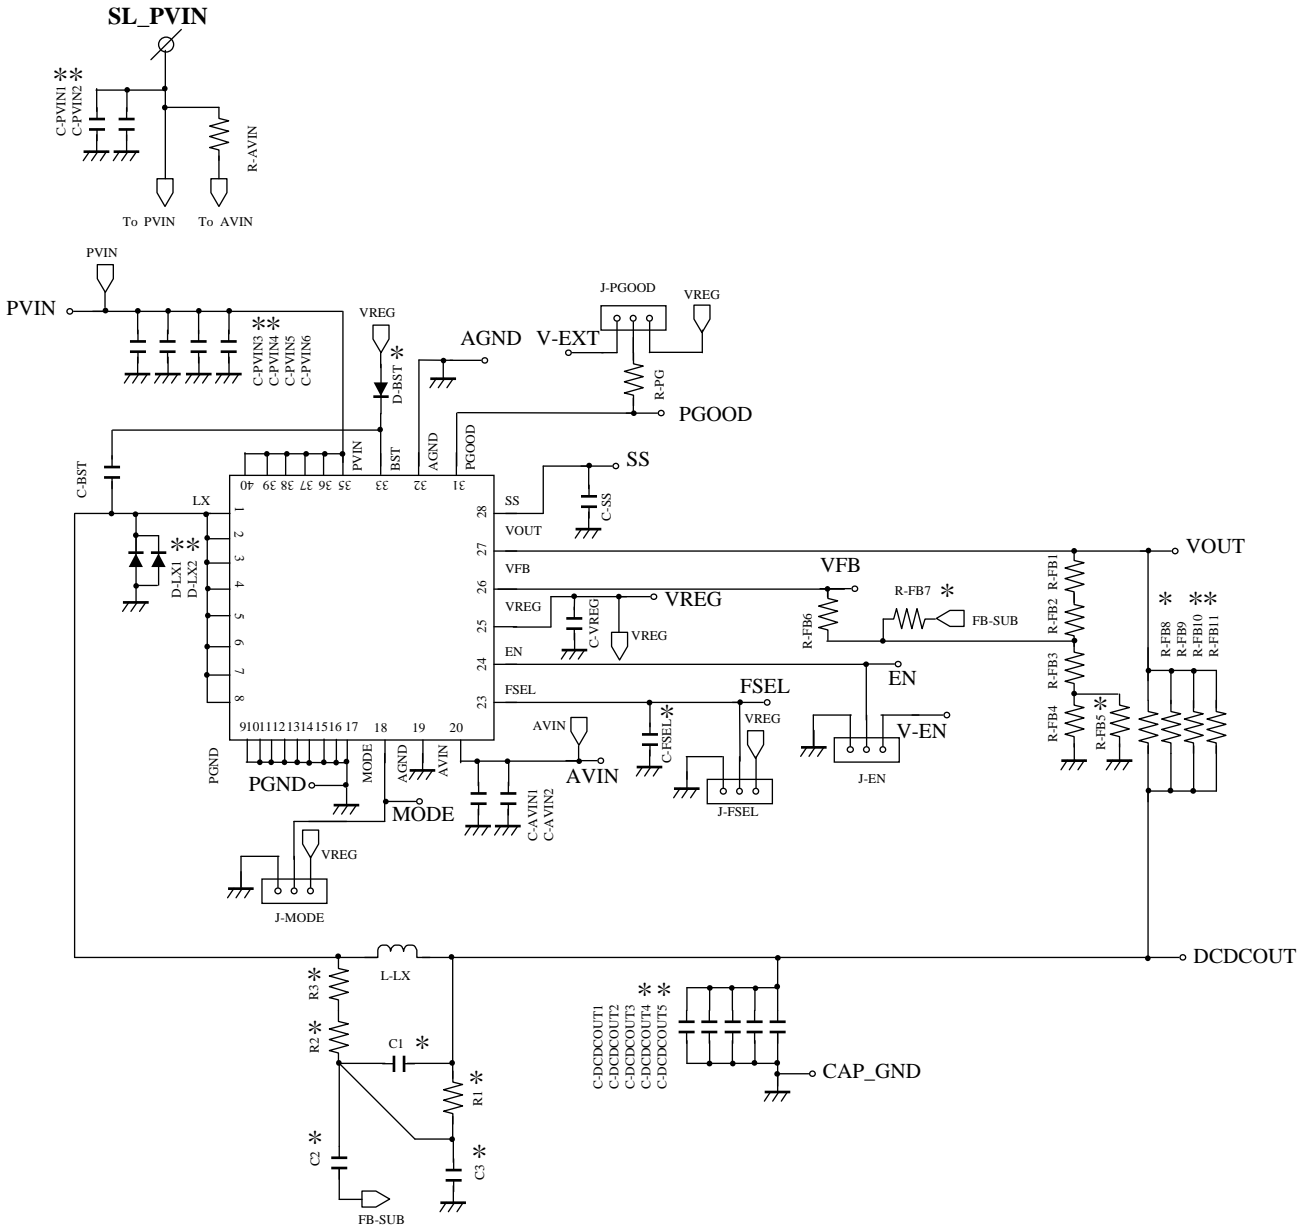 SL_PVIN
C-PVIN1 **
C-PVIN2
R-AVIN
To PVIN
To AVIN
PVIN
PVIN
VREG
J-PGOOD
VREG
V-EXT
AGND
C-PVIN3 **
C-PVIN4
C-PVIN5
C-PVIN6
D-BST *
R-PG
PGOOD
C-BST
PVIN
BST
AGND
PGOOD
40
39
38
37
36
35
33
32
31
SS
C-SS
LX
1
2
3
4
5
6
7
8
D-LX1 **
D-LX2
28
SS
VOUT
27
VFB
26
VREG
25
EN
24
FSEL
23
VOUT
VFB
VREG
C-VREG
VREG
R-FB6
R-FB7 *
FB-SUB
R-FB1
R-FB2
R-FB3
R-FB4
R-FB5 *
R-FB8 *
R-FB9
R-FB10 **
R-FB11
EN
V-EN
J-EN
FSEL
VREG
C-FSEL *
J-FSEL
9 10 11 12 13 14 15 16 17 18 19 20
PGND
MODE
AGND
AVIN
AVIN
AVIN
PGND
MODE
C-AVIN1
C-AVIN2
VREG
J-MODE
L-LX
DCDCOUT
R3 *
R2 *
C1 *
R1 *
C2 *
C3 *
FB-SUB
C-DCDCOUT1
C-DCDCOUT2
C-DCDCOUT3
C-DCDCOUT4 *
C-DCDCOUT5 *
CAP_GND